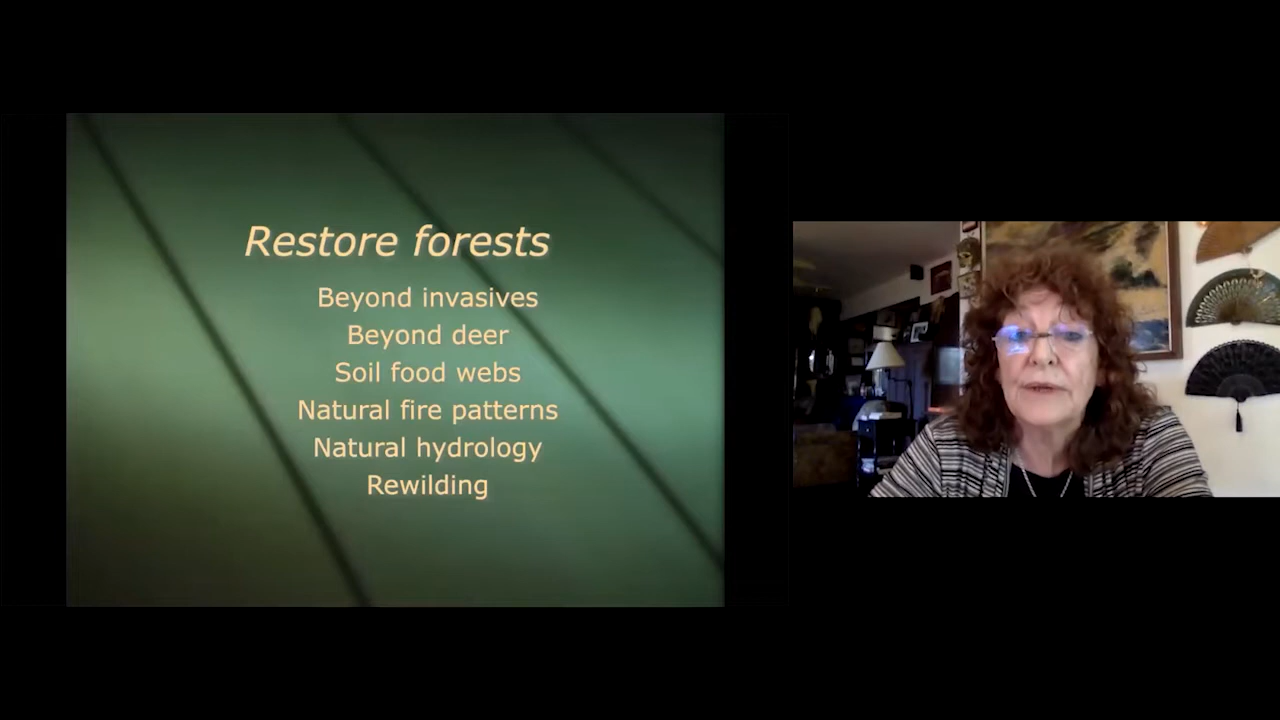 Restore forests
Beyond invasives
Beyond deer
Soil food webs
Natural fire patterns
Natural hydrology
Rewilding